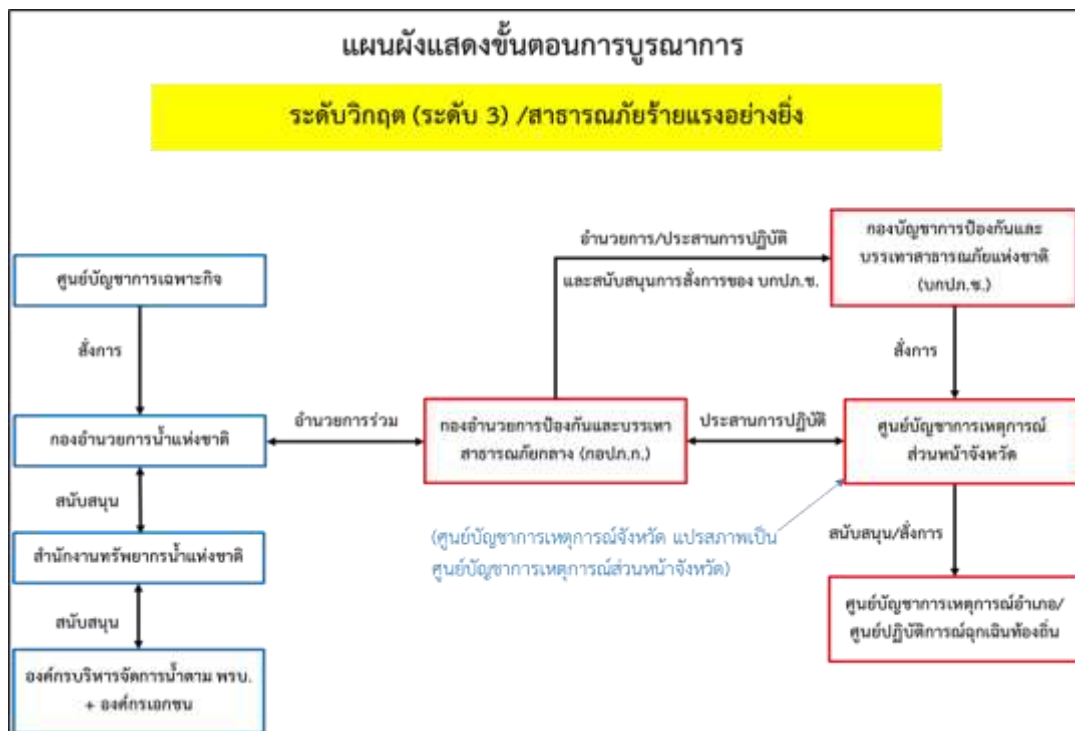 แผนผังแสดงขั้นตอนการบูรณาการ
ระดับวิกฤต (ระดับ 3) /สาธารณภัยร้ายแรงอย่างยิ่ง
ศูนย์บัญชาการเฉพาะกิจ
สั่งการ
กองอำนวยการน้ำแห่งชาติ
สนับสนุน
สำนักงานทรัพยากรน้ำแห่งชาติ
สนับสนุน
องค์กรบริหารจัดการน้ำตาม พรบ.
+ องค์กรเอกชน
อำนวยการร่วม
กองอำนวยการป้องกันและบรรเทา
สาธารณภัยกลาง (กอปภ.ก.)
อำนวยการ/ประสานการปฏิบัติ
และสนับสนุนการสั่งการของ บกปภ.ช.
กองบัญชาการป้องกันและ
บรรเทาสาธารณภัยแห่งชาติ
(บกปภ.ช.)
สั่งการ
ประสานการปฏิบัติ
ศูนย์บัญชาการเหตุการณ์
ส่วนหน้าจังหวัด
(ศูนย์บัญชาการเหตุการณ์จังหวัด แปรสภาพเป็น
ศูนย์บัญชาการเหตุการณ์ส่วนหน้าจังหวัด)
สนับสนุน/สั่งการ
ศูนย์บัญชาการเหตุการณ์อำเภอ/
ศูนย์ปฏิบัติการณ์ฉุกเฉินท้องถิ่น